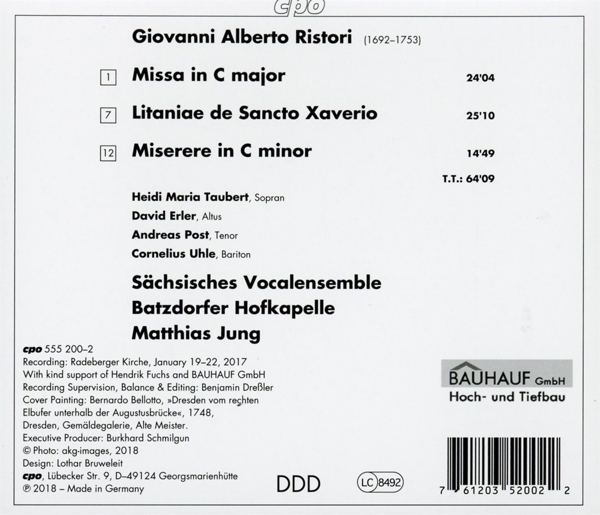 cpo
Giovanni Alberto Ristori (1692–1753)
1 Missa in C major 24'04
7 Litaniae de Sancto Xaverio 25'10
12 Miserere in C minor 14'49
T.T.: 64'09
Heidi Maria Taubert, Sopran
David Erler, Altus
Andreas Post, Tenor
Cornelius Uhle, Bariton
Sächsisches Vocalensemble
Batzdorfer Hofkapelle
Matthias Jung
cpo 555 200–2
Recording: Radeberger Kirche, January 19–22, 2017
With kind support of Hendrik Fuchs and BAUHAUF GmbH
Recording Supervision, Balance & Editing: Benjamin Dreßler
Cover Painting: Bernardo Bellotto, »Dresden vom rechten
Elbufer unterhalb der Augustusbrücke«, 1748,
Dresden, Gemäldegalerie, Alte Meister.
Executive Producer: Burkhard Schmilgun
© Photo: akg-images, 2018
Design: Lothar Bruweleit
cpo, Lübecker Str. 9, D–49124 Georgsmarienhütte
℗ 2018 – Made in Germany
BAUHAUF GmbH
Hoch- und Tiefbau
DDD
LC 8492
7 61203 52002 2